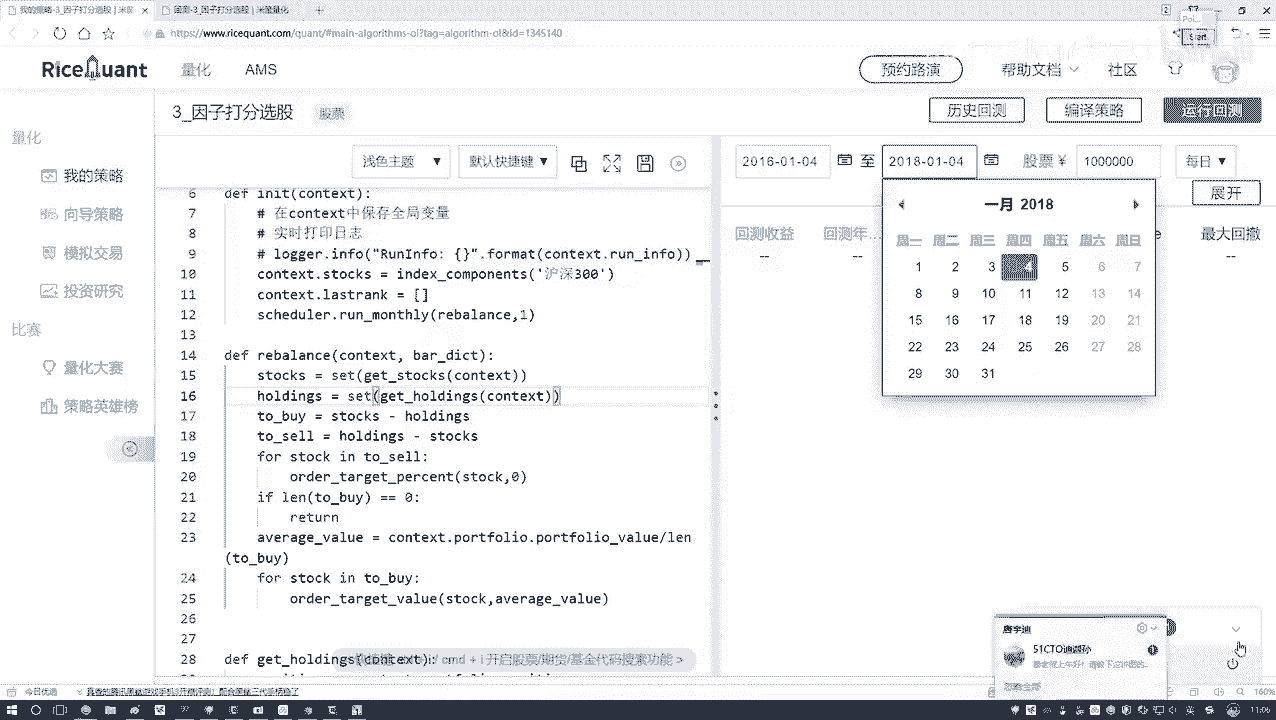 我的策略-3_因子打分选股 | 米筐
回测-3_因子打分选股 | 米筐量化
https://www.ricequant.com/quant/#main-algorithms-ol?tag=algorithm-ol&id=1345140
RiceQuant 量化 AMS 预约路演 帮助文档 社区
3_因子打分选股 股票 历史回测 编译策略 运行回测
量化
我的策略
向导策略
模拟交易
投资研究
比赛
量化大赛
策略英雄榜
浅色主题 默认快捷键
6 def init(context):
7 # 在context中保存全局变量
8 # 实时打印日志
9 # logger.info("RunInfo: {}".format(context.run_info))
10 context.stocks = index_components('沪深300')
11 context.lastrank = []
12 scheduler.run_monthly(rebalance,1)
13
14 def rebalance(context, bar_dict):
15 stocks = set(get_stocks(context))
16 holdings = set(get_holdings(context))
17 to_buy = stocks - holdings
18 to_sell = holdings - stocks
19 for stock in to_sell:
20 order_target_percent(stock,0)
21 if len(to_buy) == 0:
22 return
23 average_value = context.portfolio.portfolio_value/len
(to_buy)
24 for stock in to_buy:
25 order_target_value(stock,average_value)
26
27
28 def get_holdings(context):
+ i 开启股票/期货/基金代码搜索功能 >
2016-01-04 至 2018-01-04 股票 ¥ 1000000 每日
展开
回测收益 回测年... 最大回撤
-- -- --
一月 2018
周一 周二 周三 周四 周五 周六 周日
1 2 3 4 5 6 7
8 9 10 11 12 13 14
15 16 17 18 19 20 21
22 23 24 25 26 27 28
29 30 31
唐宇迪
忽略全部
今日优选
160%
11:06